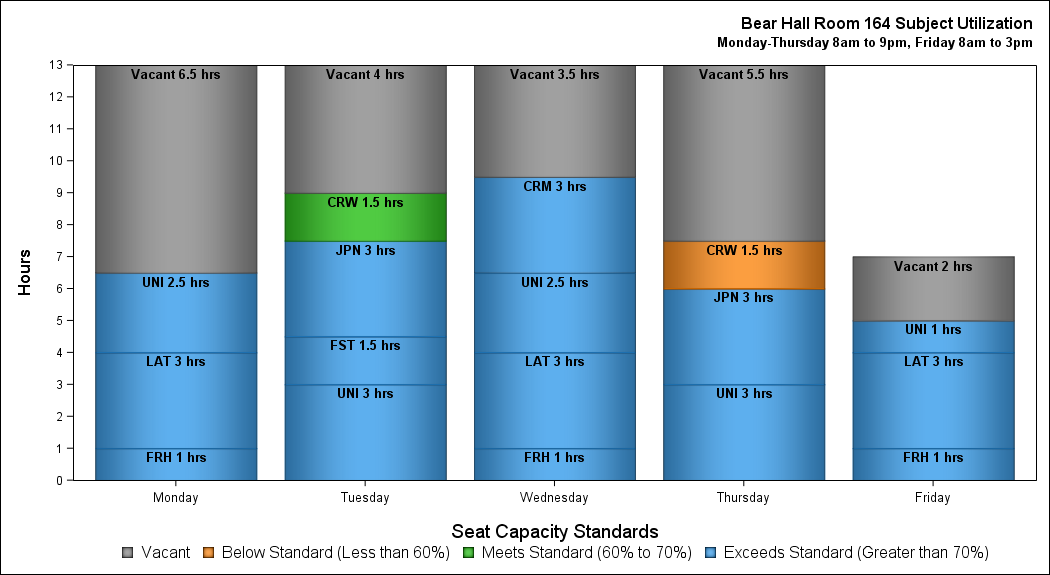 Bear Hall Room 164 Subject Utilization
Monday-Thursday 8am to 9pm, Friday 8am to 3pm
Hours
13
12
11
10
9
8
7
6
5
4
3
2
1
0
Vacant 6.5 hrs
UNI 2.5 hrs
LAT 3 hrs
FRH 1 hrs
Vacant 4 hrs
CRW 1.5 hrs
JPN 3 hrs
FST 1.5 hrs
UNI 3 hrs
Vacant 3.5 hrs
CRM 3 hrs
UNI 2.5 hrs
LAT 3 hrs
FRH 1 hrs
Vacant 5.5 hrs
CRW 1.5 hrs
JPN 3 hrs
UNI 3 hrs
Vacant 2 hrs
UNI 1 hrs
LAT 3 hrs
FRH 1 hrs
Monday Tuesday Wednesday Thursday Friday
Seat Capacity Standards
Vacant Below Standard (Less than 60%) Meets Standard (60% to 70%) Exceeds Standard (Greater than 70%)